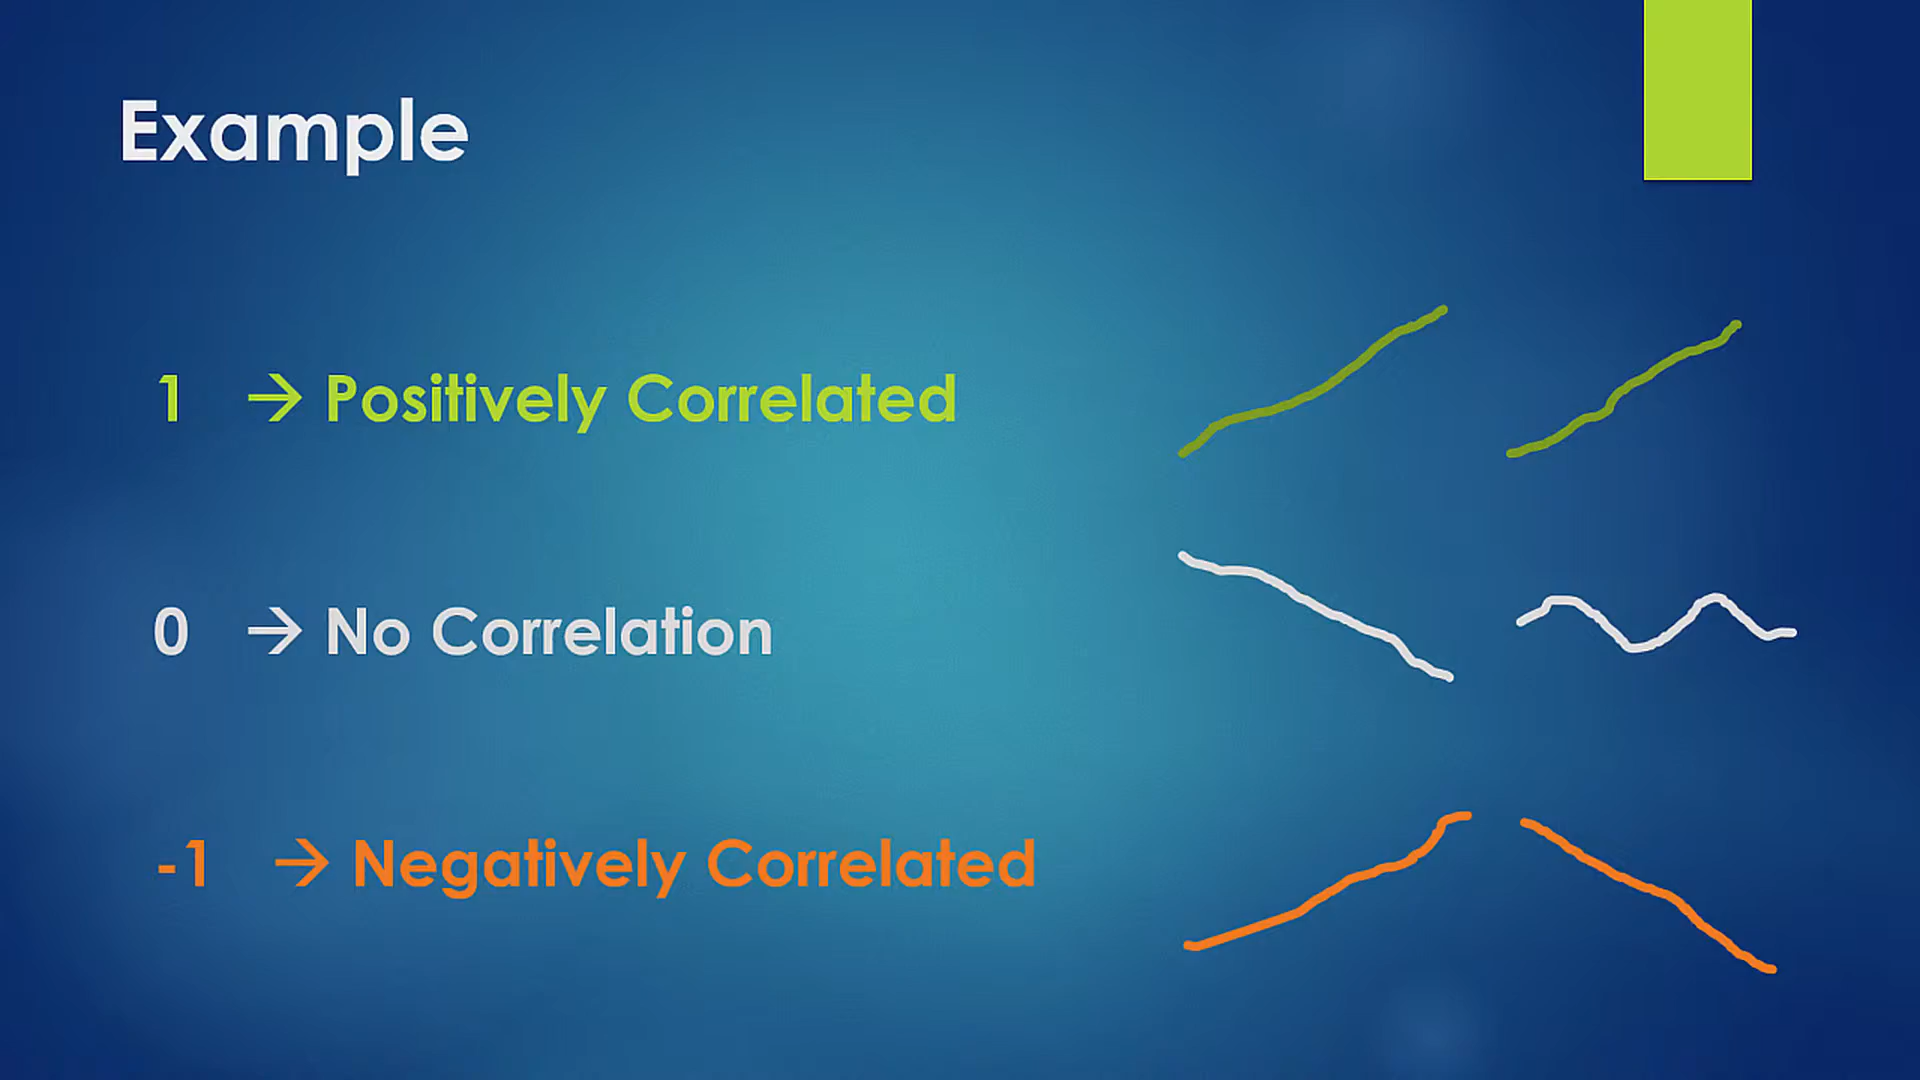 Example
1 → Positively Correlated
0 → No Correlation
-1 → Negatively Correlated